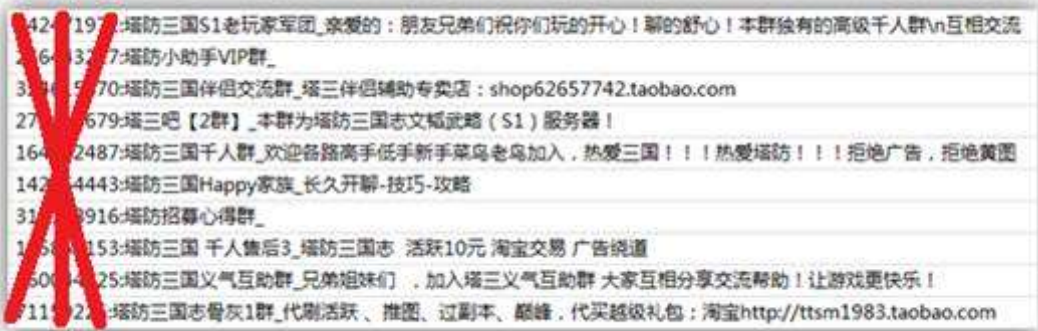 :塔防三国S1老玩家军团_亲爱的：朋友兄弟们祝你们玩的开心！聊的舒心！本群独有的高级千人群\n互相交流
:塔防小助手VIP群_
70:塔防三国伴侣交流群_塔三伴侣辅助专卖店：shop62657742.taobao.com
679:塔三吧【2群】_本群为塔防三国志文韬武略（S1）服务器！
2487:塔防三国千人群_欢迎各路高手低手新手菜鸟老鸟加入，热爱三国！！！热爱塔防！！！拒绝广告，拒绝黄图
4443:塔防三国Happy家族_长久开聊-技巧-攻略
3916:塔防招募心得群_
153:塔防三国 千人售后3_塔防三国志 活跃10元 淘宝交易 广告绕道
25:塔防三国义气互助群_兄弟姐妹们 ，加入塔三义气互助群 大家互相分享交流帮助！让游戏更快乐！
:塔防三国志骨灰1群_代刷活跃、推图、过副本、巅峰，代买越级礼包；淘宝http://ttsm1983.taobao.com